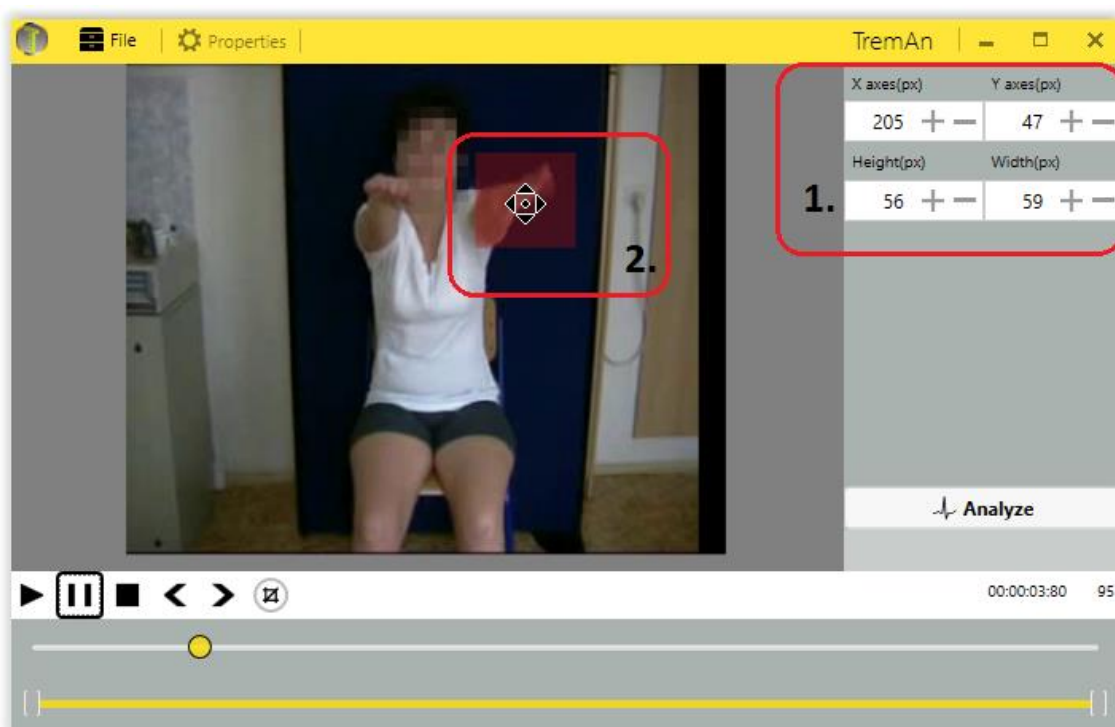 File Properties TremAn
X axes(px) Y axes(px)
205 47
Height(px) Width(px)
56 59
1.
2.
Analyze
00:00:03:80 95